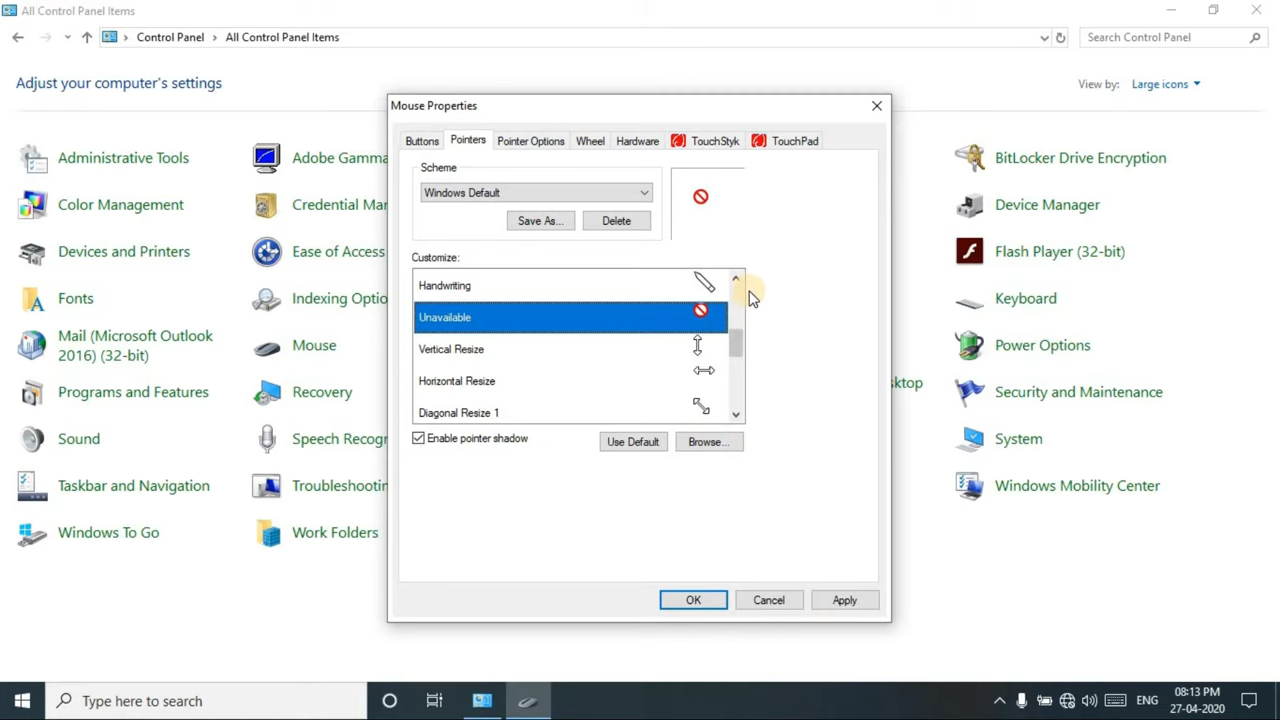 All Control Panel Items
Control Panel All Control Panel Items
Search Control Panel
Adjust your computer's settings
View by: Large icons
Administrative Tools
Adobe Gamma
BitLocker Drive Encryption
Color Management
Credential Ma
Device Manager
Devices and Printers
Ease of Access
Flash Player (32-bit)
Fonts
Indexing Optio
Keyboard
Mail (Microsoft Outlook
2016) (32-bit)
Mouse
Power Options
Programs and Features
Recovery
sktop
Security and Maintenance
Sound
Speech Recog
System
Taskbar and Navigation
Troubleshootin
Windows Mobility Center
Windows To Go
Work Folders
Mouse Properties
Buttons Pointers Pointer Options Wheel Hardware TouchStyk TouchPad
Scheme
Windows Default
Save As... Delete
Customize:
Handwriting
Unavailable
Vertical Resize
Horizontal Resize
Diagonal Resize 1
Enable pointer shadow
Use Default Browse...
OK Cancel Apply
Type here to search
ENG
08:13 PM
27-04-2020